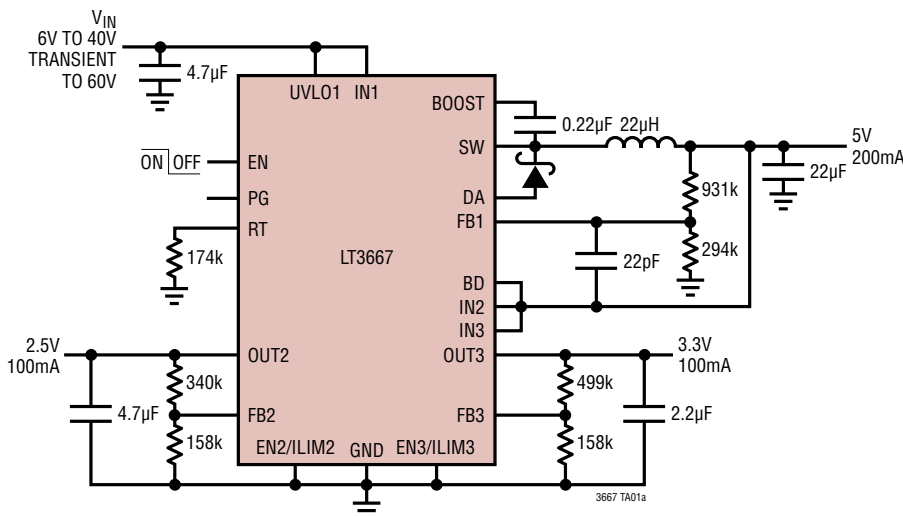 VIN
6V TO 40V
TRANSIENT
TO 60V
4.7µF
UVLO1 IN1
BOOST
0.22µF 22µH
SW
5V
200mA
ON OFF
EN
DA
931k
22µF
PG
FB1
RT
174k
LT3667
294k
22pF
BD
IN2
IN3
2.5V
100mA
OUT2
OUT3
3.3V
100mA
340k
499k
4.7µF
FB2
FB3
2.2µF
158k
158k
EN2/ILIM2 GND EN3/ILIM3
3667 TA01a